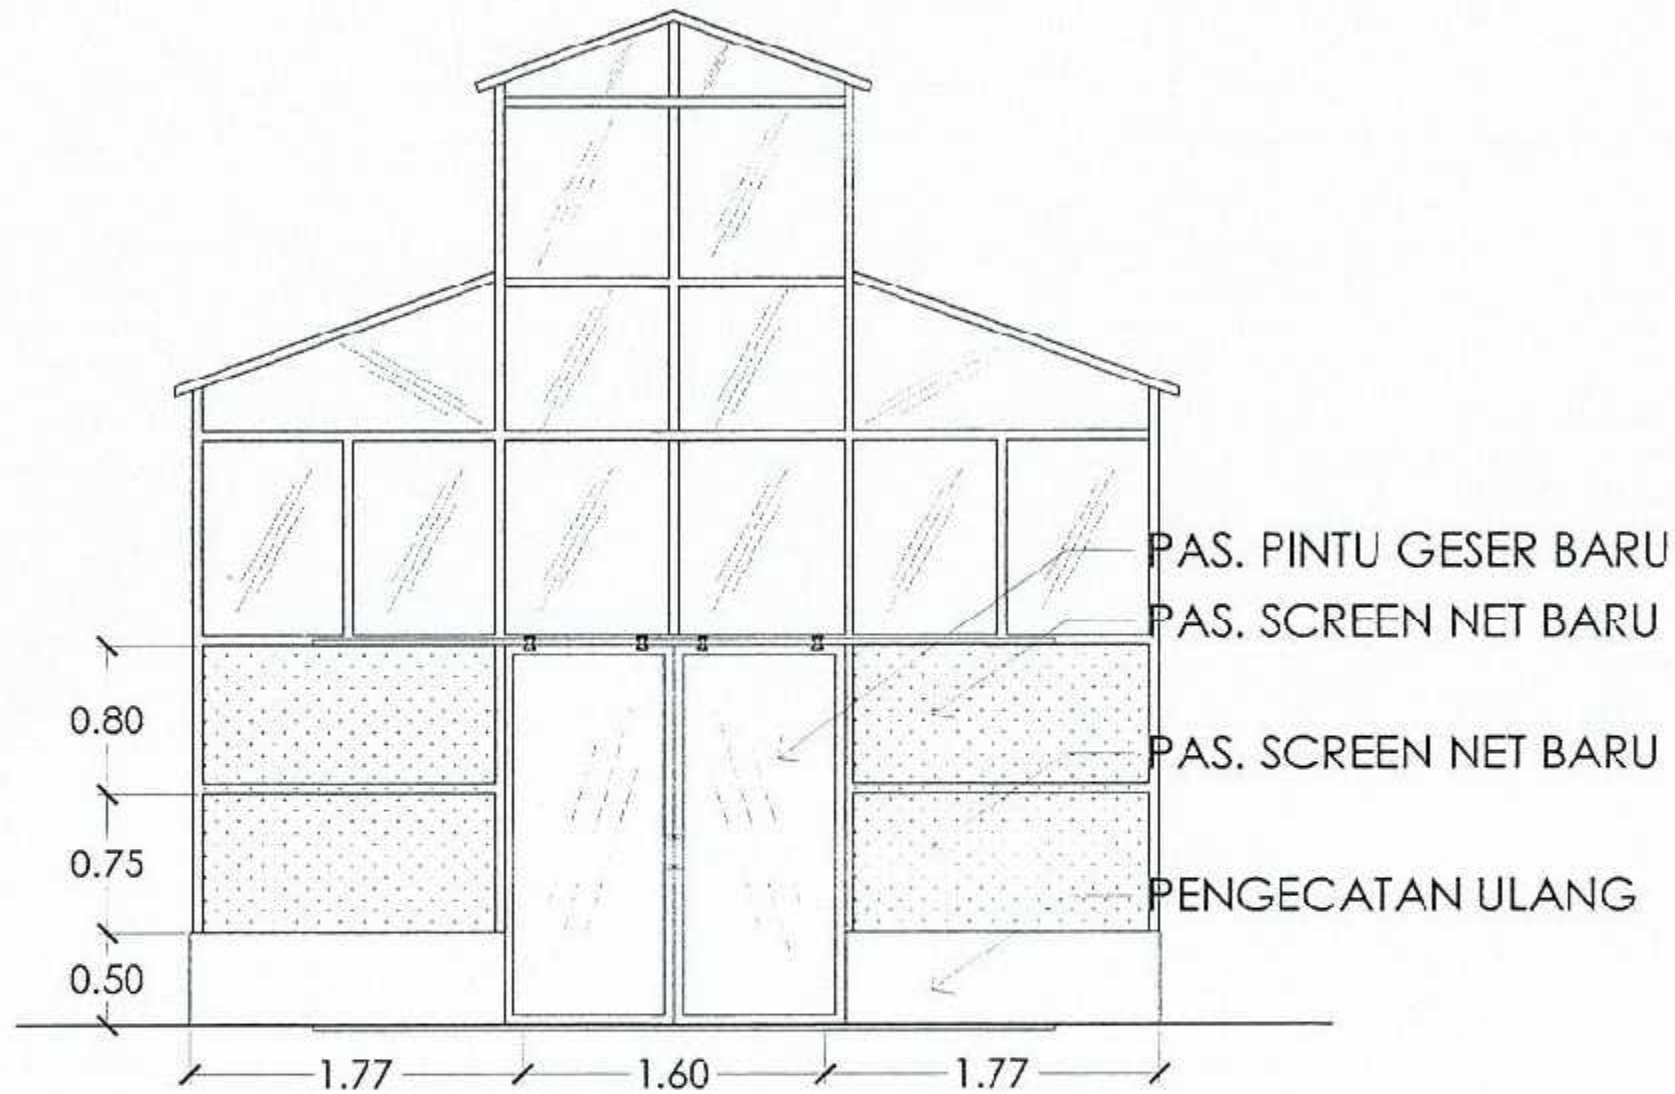 PAS. PINTU GESER BARU
PAS. SCREEN NET BARU
0.80
PAS. SCREEN NET BARU
0.75
PENGECATAN ULANG
0.50
1.77
1.60
1.77